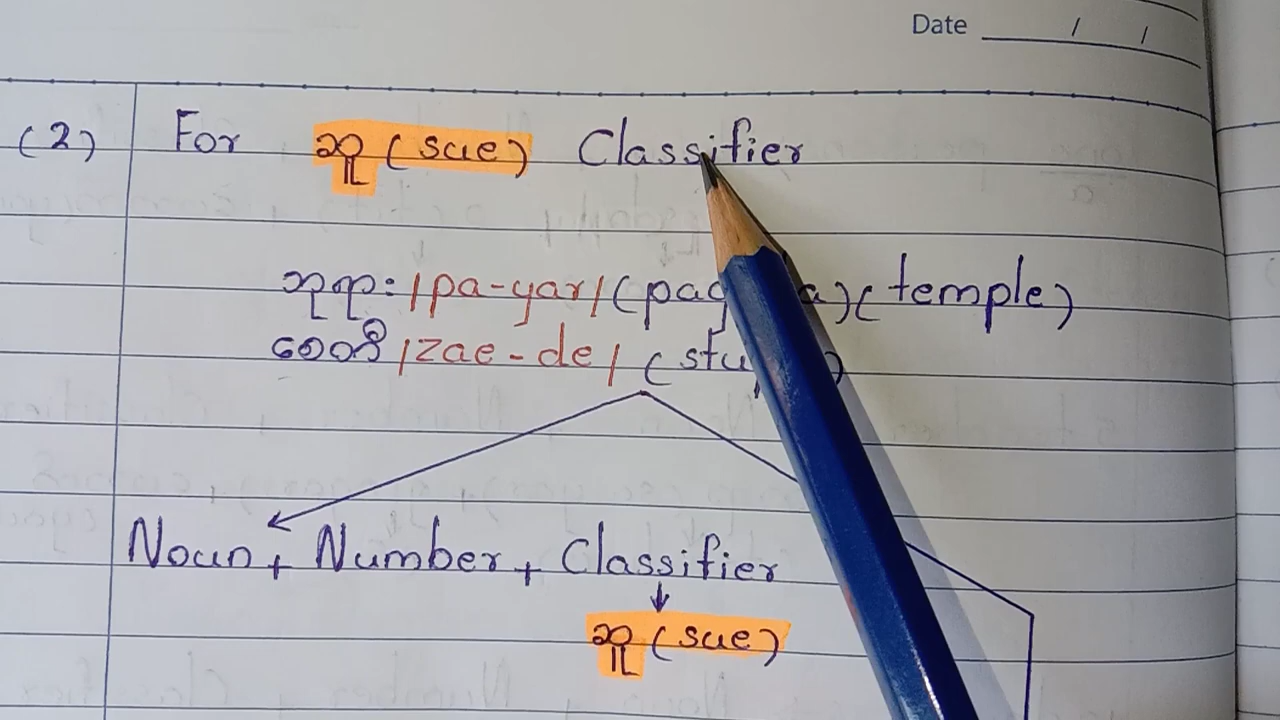 Date / /
(2) For ဆူ (sue) Classifier
ဘုရား /pa-yar/ (pag a) (temple)
စေတီ /zae-de/ (stu )
Noun + Number + Classifier
ဆူ (sue)